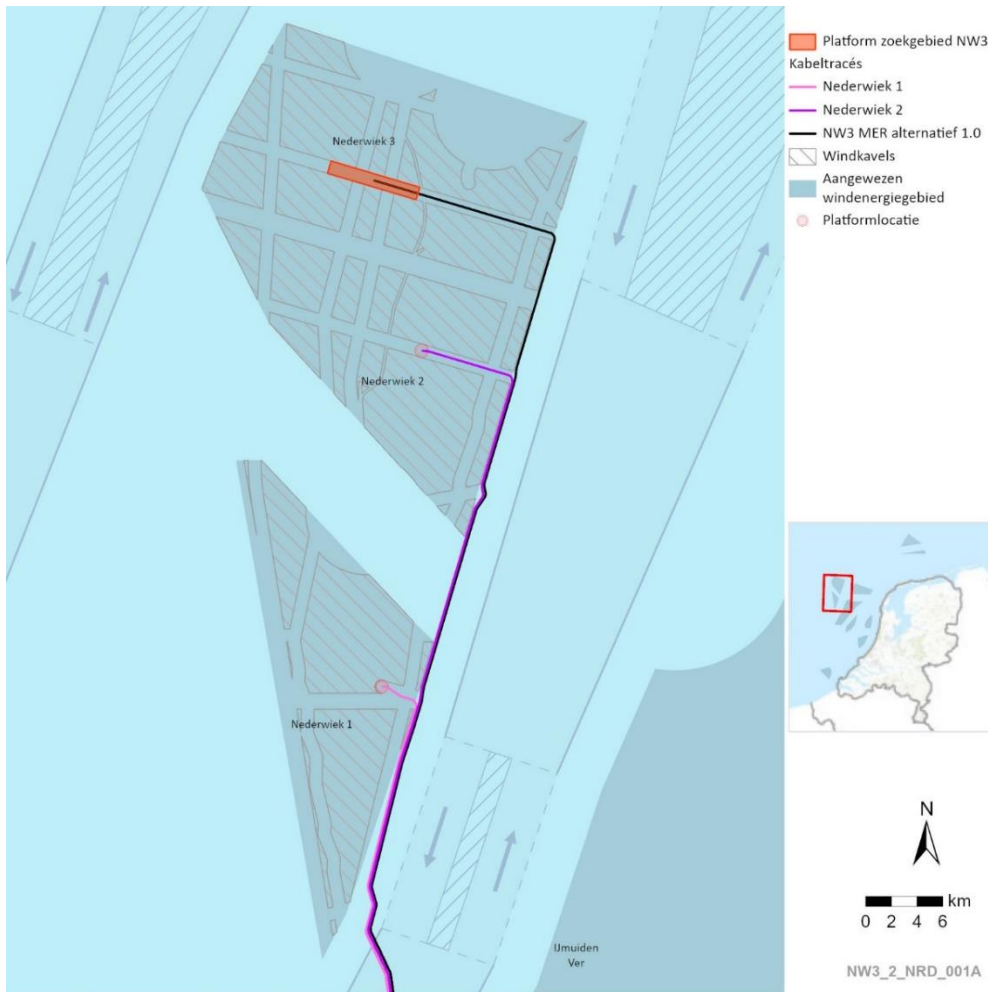 Nederwiek 3
Nederwiek 2
Nederwiek 1
IJmuiden
Ver
Platform zoekgebied NW3
Kabeltracés
Nederwiek 1
Nederwiek 2
NW3 MER alternatief 1.0
Windkavels
Aangewezen
windenergiegebied
Platformlocatie
N
km
0 2 4 6
NW3_2_NRD_001A